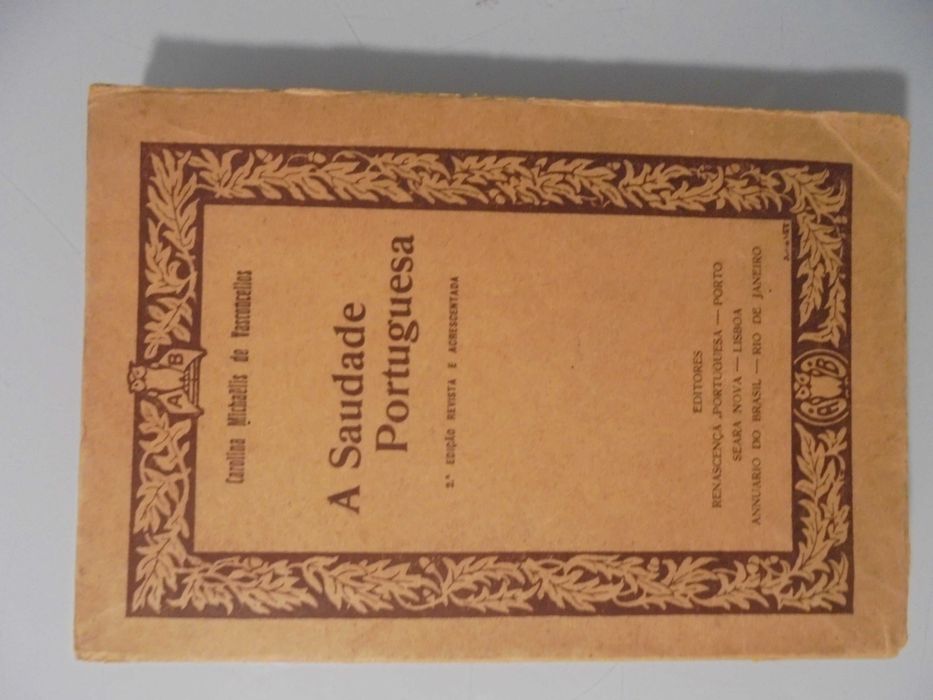 Carolina Michaëlis de Vasconcellos
A Saudade
Portuguesa
2.ª EDIÇÃO REVISTA E ACRESCENTADA
EDITORES
RENASCENÇA PORTUGUESA — PORTO
SEARA NOVA — LISBOA
ANNUARIO DO BRASIL — RIO DE JANEIRO
A B